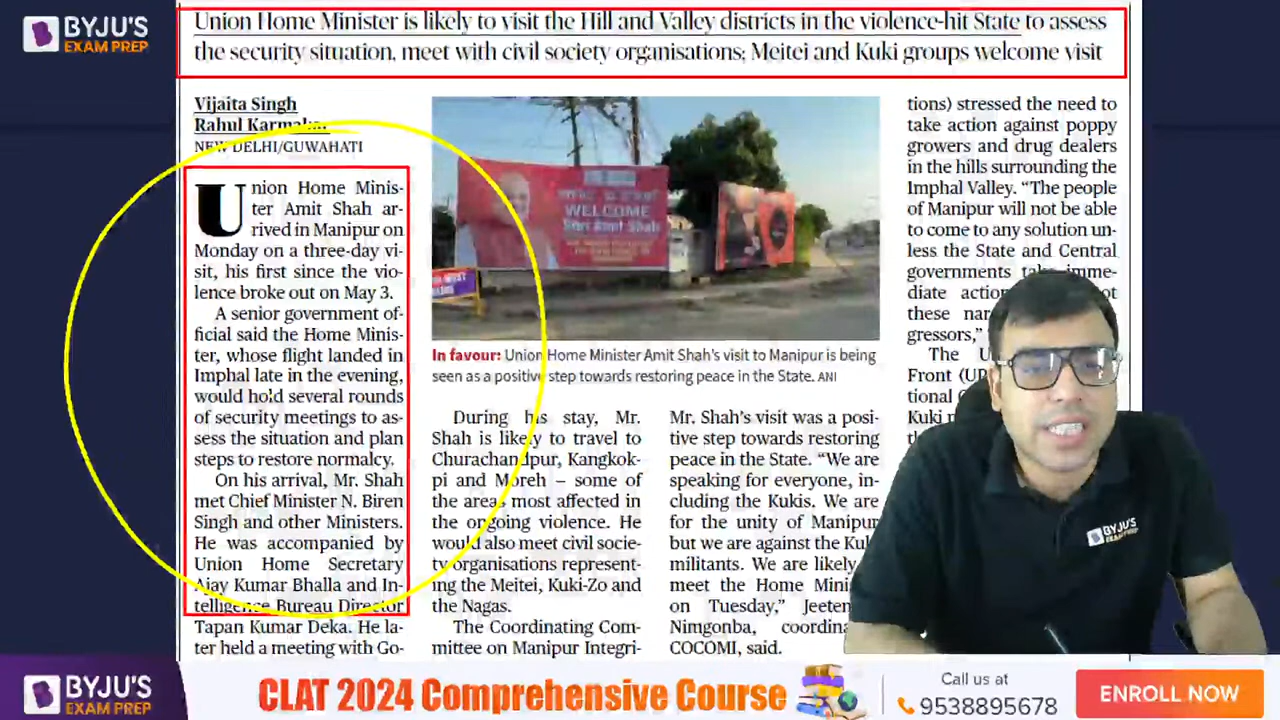 BYJU'S
EXAM PREP
Union Home Minister is likely to visit the Hill and Valley districts in the violence-hit State to assess
the security situation, meet with civil society organisations; Meitei and Kuki groups welcome visit
Vijaita Singh
Rahul Karmakar
NEW DELHI/GUWAHATI
Union Home Minis-
ter Amit Shah ar-
rived in Manipur on
Monday on a three-day vi-
sit, his first since the vio-
lence broke out on May 3.
A senior government of-
ficial said the Home Minis-
ter, whose flight landed in
Imphal late in the evening,
would hold several rounds
of security meetings to as-
sess the situation and plan
steps to restore normalcy.
On his arrival, Mr. Shah
met Chief Minister N. Biren
Singh and other Ministers.
He was accompanied by
Union Home Secretary
Ajay Kumar Bhalla and In-
telligence Bureau Director
Tapan Kumar Deka. He la-
ter held a meeting with Go-
WELCOME
Shri Amit Shah
In favour: Union Home Minister Amit Shah's visit to Manipur is being
seen as a positive step towards restoring peace in the State. ANI
During his stay, Mr.
Shah is likely to travel to
Churachandpur, Kangkok-
pi and Moreh – some of
the areas most affected in
the ongoing violence. He
would also meet civil socie-
ty organisations represent-
ing the Meitei, Kuki-Zo and
the Nagas.
The Coordinating Com-
mittee on Manipur Integri-
Mr. Shah's visit was a posi-
tive step towards restoring
peace in the State. “We are
speaking for everyone, in-
cluding the Kukis. We are
for the unity of Manipur
but we are against the
militants. We are likely
meet the Home
on Tuesday,”
Nimgonba,
COCOMI, said.
tions) stressed the need to
take action against poppy
growers and drug dealers
in the hills surrounding the
Imphal Valley. “The people
of Manipur will not be able
to come to any solution un-
less the State and Central
governments take imme-
diate
these
gressors,”
The
Front
tional
Kuki
BYJU'S
EXAM PREP
BYJU'S
EXAM PREP
CLAT 2024 Comprehensive Course
Call us at
9538895678
ENROLL NOW